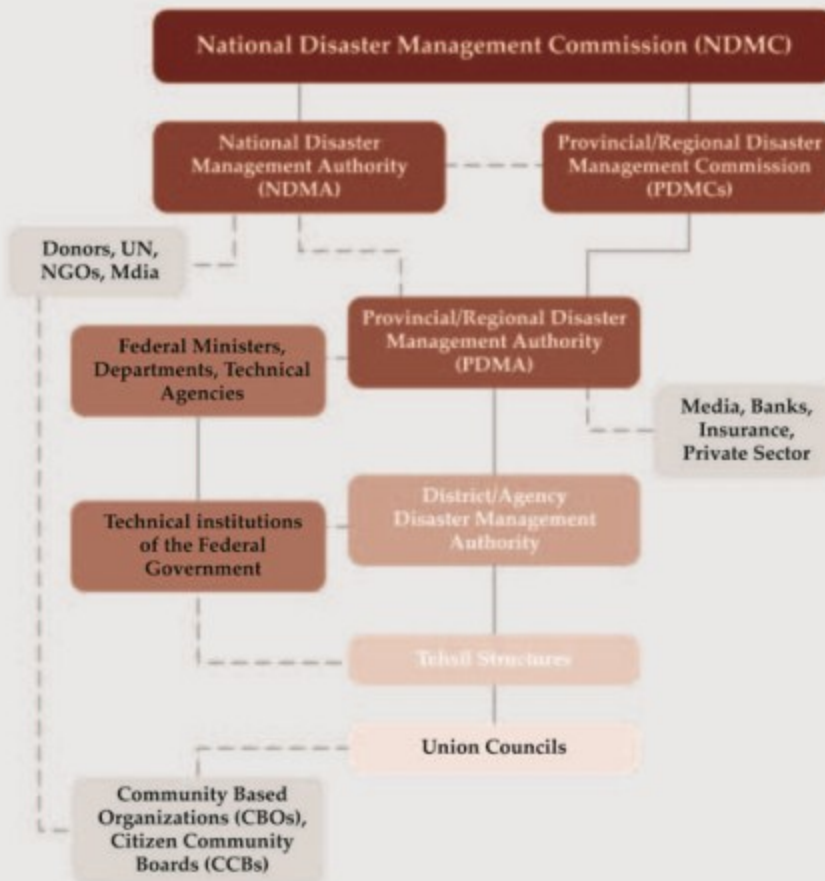 National Disaster Management Commission (NDMC)
National Disaster
Management Authority
(NDMA)
Provincial/Regional Disaster
Management Commission
(PDMCs)
Donors, UN,
NGOs, Mdia
Provincial/Regional Disaster
Management Authority
(PDMA)
Federal Ministers,
Departments, Technical
Agencies
Media, Banks,
Insurance,
Private Sector
District/Agency
Disaster Management
Authority
Technical institutions
of the Federal
Government
Tehsil Structures
Union Councils
Community Based
Organizations (CBOs),
Citizen Community
Boards (CCBs)